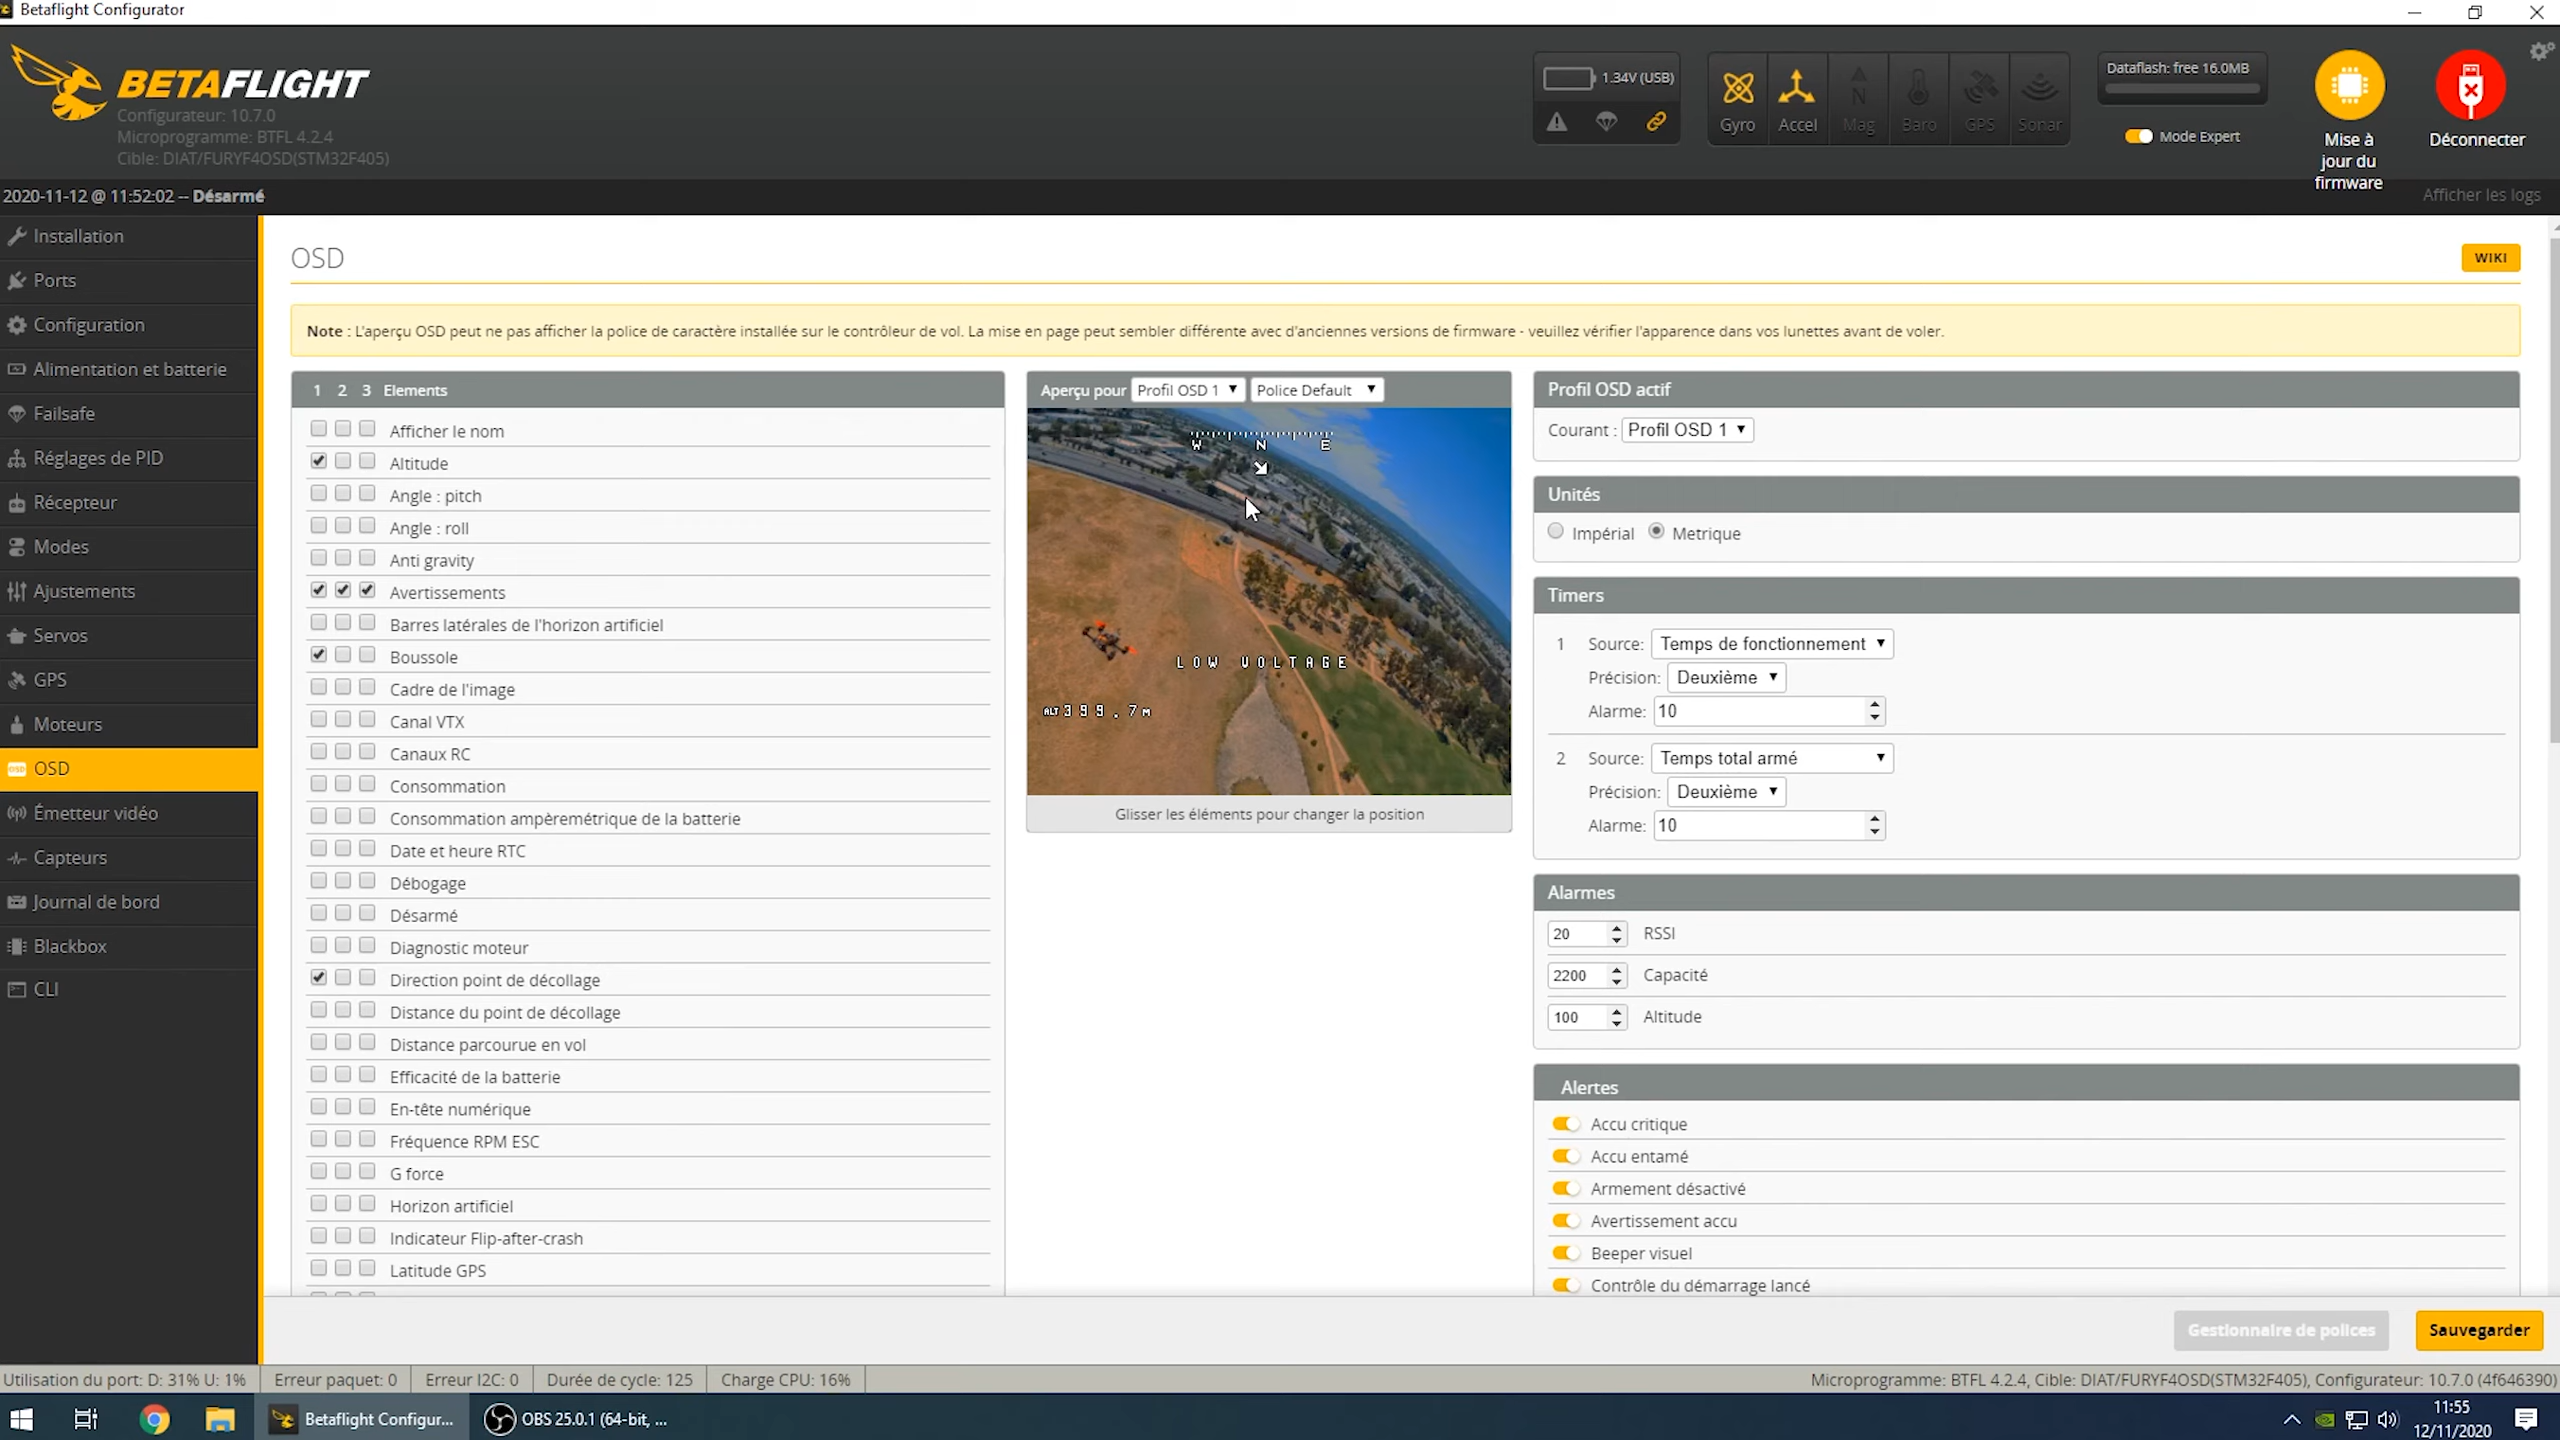 Betaflight Configurator
BETAFLIGHT
Configurateur: 10.7.0
Microprogramme: BTFL 4.2.4
Cible: DIAT/FURYF4OSD(STM32F405)
1.34V (USB)
Gyro
Accel
Mag
Baro
GPS
Sonar
Dataflash: free 16.0MB
Mode Expert
Mise à
jour du
firmware
Déconnecter
2020-11-12 @ 11:52:02 -- Désarmé
Afficher les logs
Installation
Ports
Configuration
Alimentation et batterie
Failsafe
Réglages de PID
Récepteur
Modes
Ajustements
Servos
GPS
Moteurs
OSD
Émetteur vidéo
Capteurs
Journal de bord
Blackbox
CLI
OSD
WIKI
Note : L'aperçu OSD peut ne pas afficher la police de caractère installée sur le contrôleur de vol. La mise en page peut sembler différente avec d'anciennes versions de firmware - veuillez vérifier l'apparence dans vos lunettes avant de voler.
1 2 3 Elements
Afficher le nom
Altitude
Angle : pitch
Angle : roll
Anti gravity
Avertissements
Barres latérales de l'horizon artificiel
Boussole
Cadre de l'image
Canal VTX
Canaux RC
Consommation
Consommation ampèremétrique de la batterie
Date et heure RTC
Débogage
Désarmé
Diagnostic moteur
Direction point de décollage
Distance du point de décollage
Distance parcourue en vol
Efficacité de la batterie
En-tête numérique
Fréquence RPM ESC
G force
Horizon artificiel
Indicateur Flip-after-crash
Latitude GPS
Aperçu pour Profil OSD 1 Police Default
W N E
LOW VOLTAGE
ALT399.7M
Glisser les éléments pour changer la position
Profil OSD actif
Courant : Profil OSD 1
Unités
Impérial Metrique
Timers
1 Source: Temps de fonctionnement
Précision: Deuxième
Alarme: 10
2 Source: Temps total armé
Précision: Deuxième
Alarme: 10
Alarmes
20 RSSI
2200 Capacité
100 Altitude
Alertes
Accu critique
Accu entamé
Armement désactivé
Avertissement accu
Beeper visuel
Contrôle du démarrage lancé
Gestionnaire de polices
Sauvegarder
Utilisation du port: D: 31% U: 1%
Erreur paquet: 0
Erreur I2C: 0
Durée de cycle: 125
Charge CPU: 16%
Microprogramme: BTFL 4.2.4, Cible: DIAT/FURYF4OSD(STM32F405), Configurateur: 10.7.0 (4f646390)
Betaflight Configur...
OBS 25.0.1 (64-bit, ...
11:55
12/11/2020